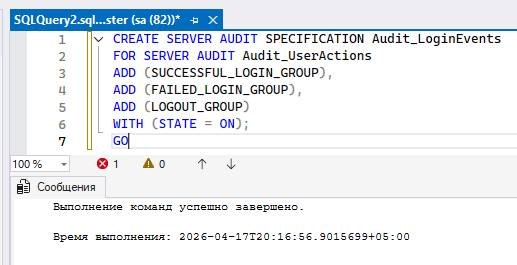 SQLQuery2.sql...ster (sa (82))*
1 CREATE SERVER AUDIT SPECIFICATION Audit_LoginEvents
2 FOR SERVER AUDIT Audit_UserActions
3 ADD (SUCCESSFUL_LOGIN_GROUP),
4 ADD (FAILED_LOGIN_GROUP),
5 ADD (LOGOUT_GROUP)
6 WITH (STATE = ON);
7 GO
100 % 1 0
Сообщения
Выполнение команд успешно завершено.
Время выполнения: 2026-04-17T20:16:56.9015699+05:00